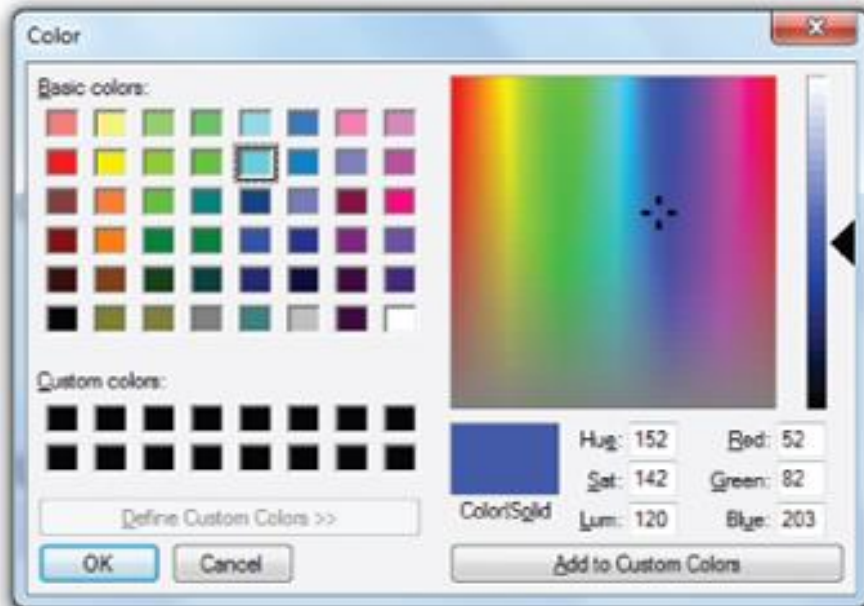 Color
Basic colors:
Custom colors:
Define Custom Colors >>
OK
Cancel
Color|Solid
Hue: 152
Sat: 142
Lum: 120
Red: 52
Green: 82
Blue: 203
Add to Custom Colors